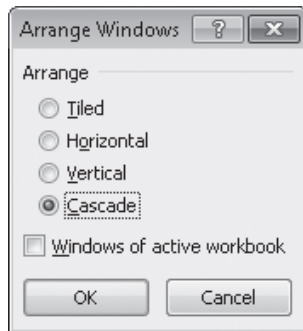 Arrange Windows ?
Arrange
Tiled
Horizontal
Vertical
Cascade
Windows of active workbook
OK Cancel